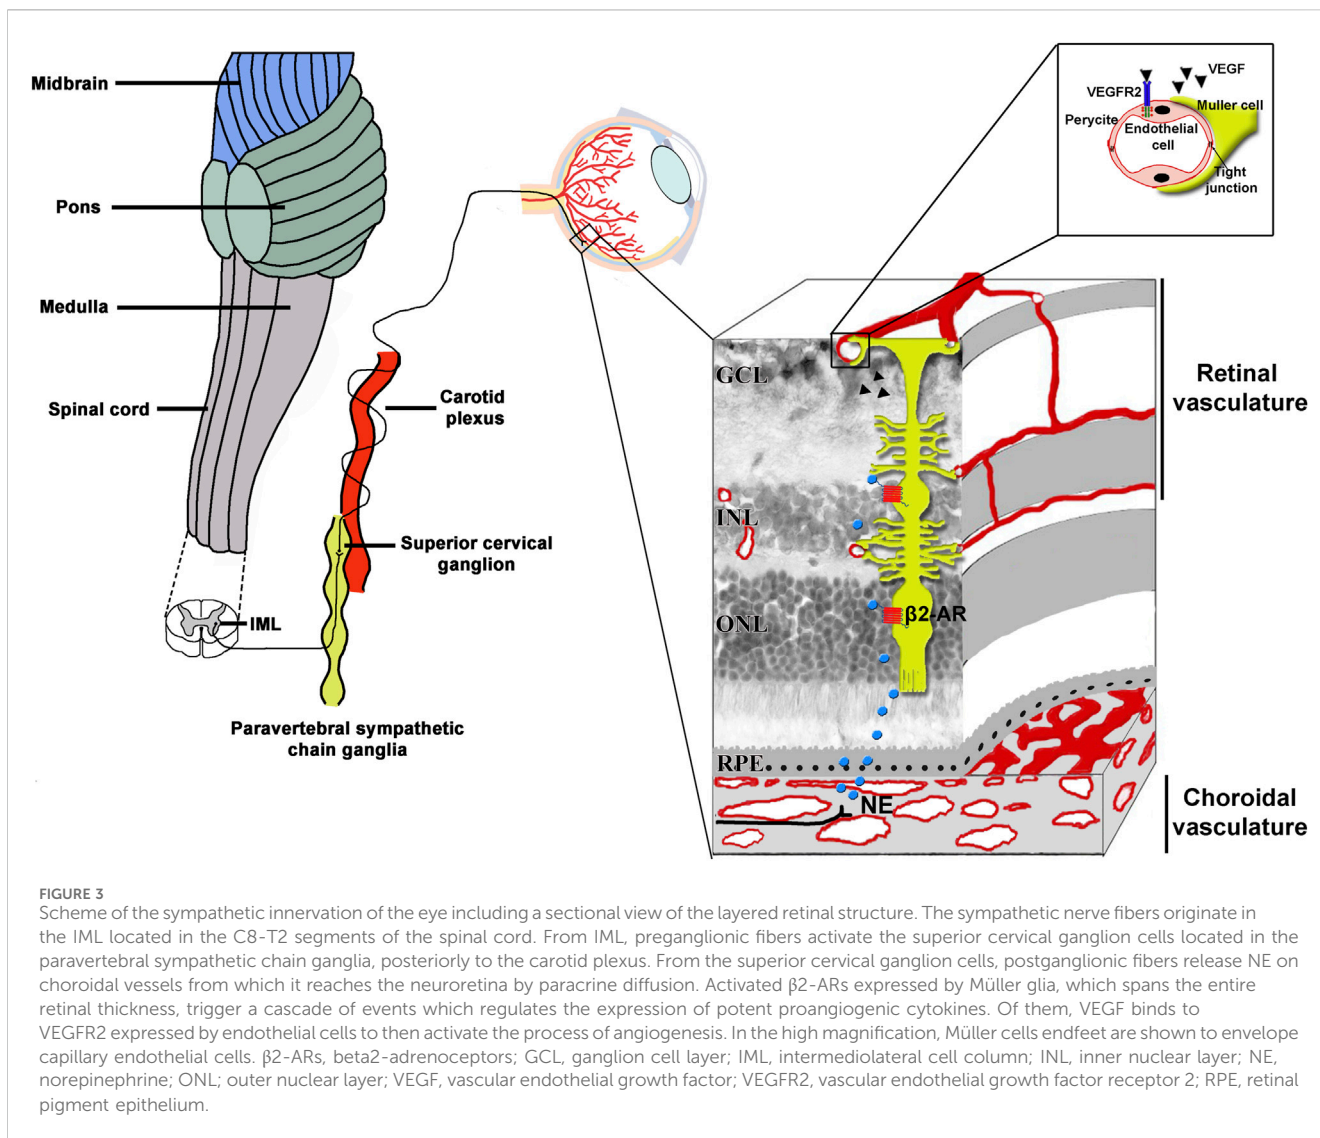 Midbrain
Pons
Medulla
Spinal cord
IML
Carotid
plexus
Superior cervical
ganglion
Paravertebral sympathetic
chain ganglia
VEGF
VEGFR2
Muller cell
Perycite
Endothelial
cell
Tight
junction
GCL
INL
ONL
β2-AR
RPE
NE
Retinal
vasculature
Choroidal
vasculature
FIGURE 3
Scheme of the sympathetic innervation of the eye including a sectional view of the layered retinal structure. The sympathetic nerve fibers originate in
the IML located in the C8-T2 segments of the spinal cord. From IML, preganglionic fibers activate the superior cervical ganglion cells located in the
paravertebral sympathetic chain ganglia, posteriorly to the carotid plexus. From the superior cervical ganglion cells, postganglionic fibers release NE on
choroidal vessels from which it reaches the neuroretina by paracrine diffusion. Activated β2-ARs expressed by Müller glia, which spans the entire
retinal thickness, trigger a cascade of events which regulates the expression of potent proangiogenic cytokines. Of them, VEGF binds to
VEGFR2 expressed by endothelial cells to then activate the process of angiogenesis. In the high magnification, Müller cells endfeet are shown to envelope
capillary endothelial cells. β2-ARs, beta2-adrenoceptors; GCL, ganglion cell layer; IML, intermediolateral cell column; INL, inner nuclear layer; NE,
norepinephrine; ONL; outer nuclear layer; VEGF, vascular endothelial growth factor; VEGFR2, vascular endothelial growth factor receptor 2; RPE, retinal
pigment epithelium.